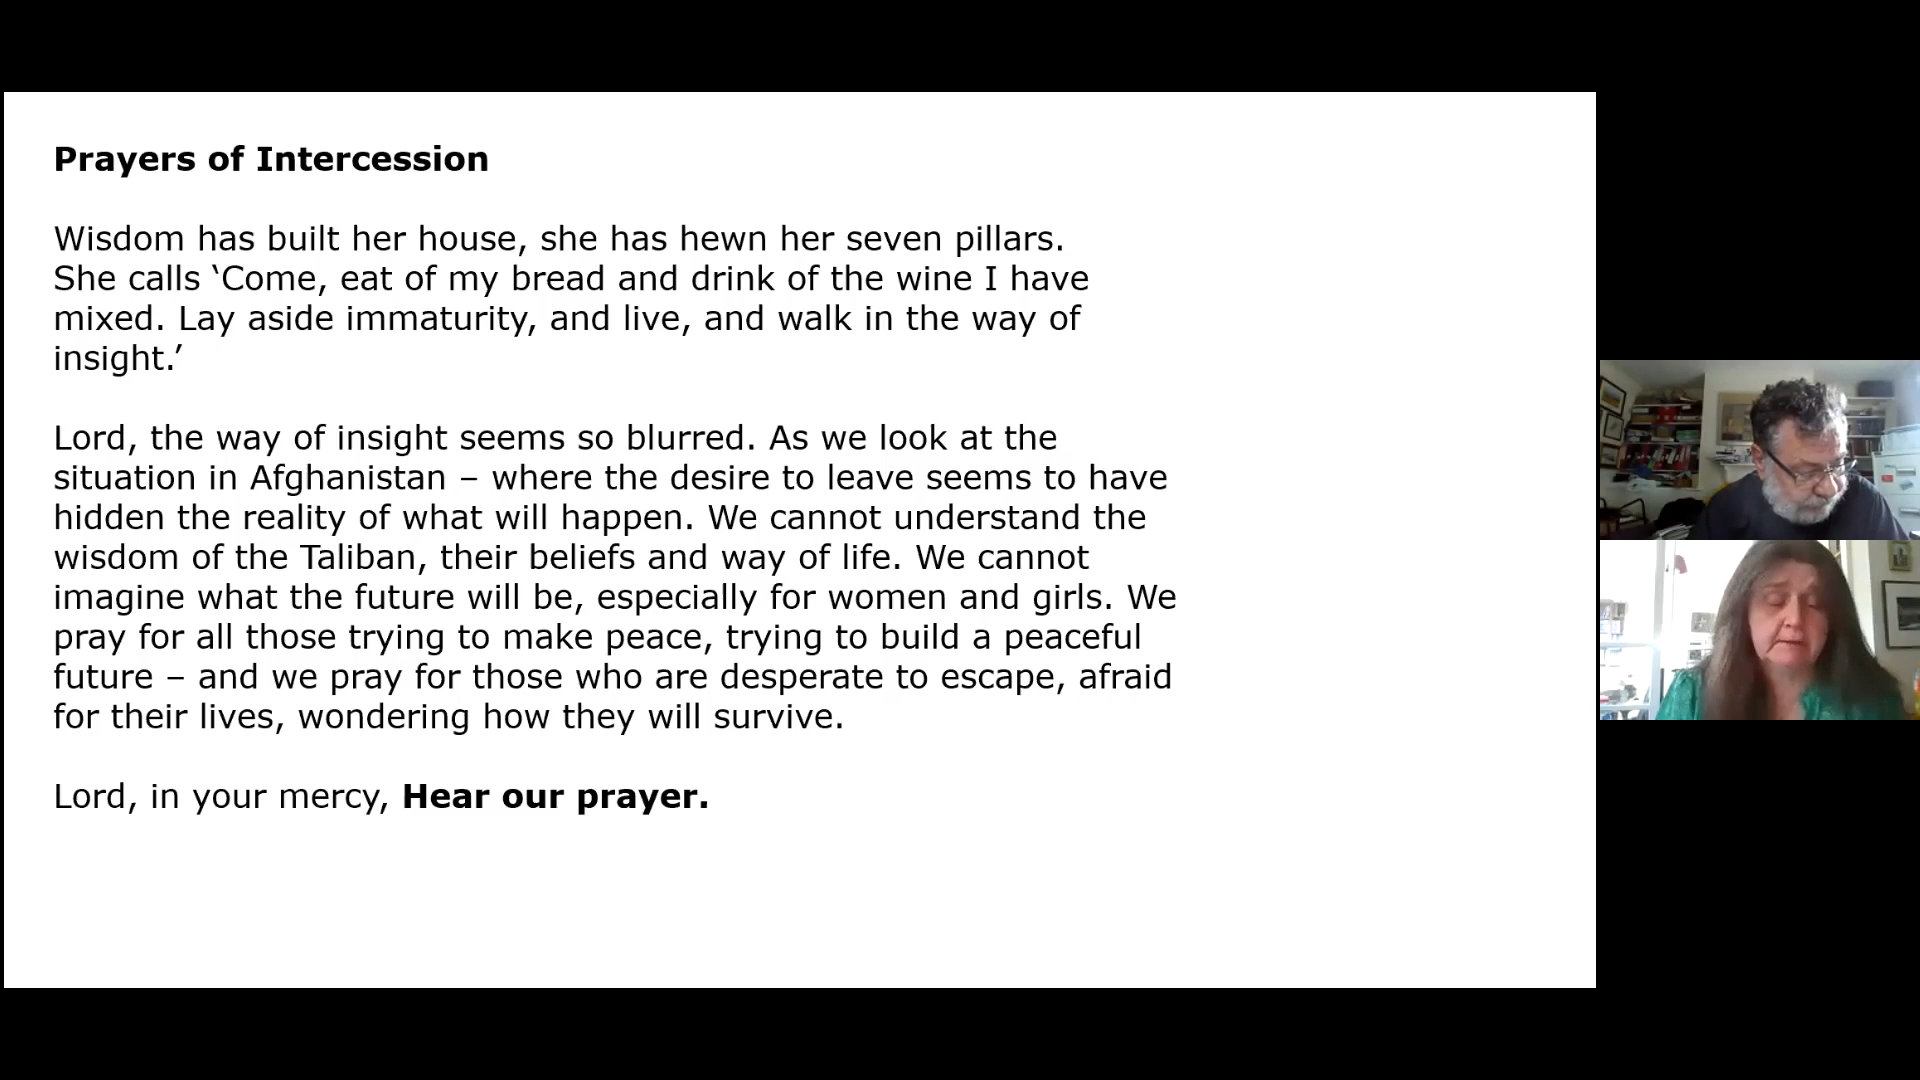 Prayers of Intercession
Wisdom has built her house, she has hewn her seven pillars.
She calls ‘Come, eat of my bread and drink of the wine I have
mixed. Lay aside immaturity, and live, and walk in the way of
insight.’
Lord, the way of insight seems so blurred. As we look at the
situation in Afghanistan – where the desire to leave seems to have
hidden the reality of what will happen. We cannot understand the
wisdom of the Taliban, their beliefs and way of life. We cannot
imagine what the future will be, especially for women and girls. We
pray for all those trying to make peace, trying to build a peaceful
future – and we pray for those who are desperate to escape, afraid
for their lives, wondering how they will survive.
Lord, in your mercy, Hear our prayer.